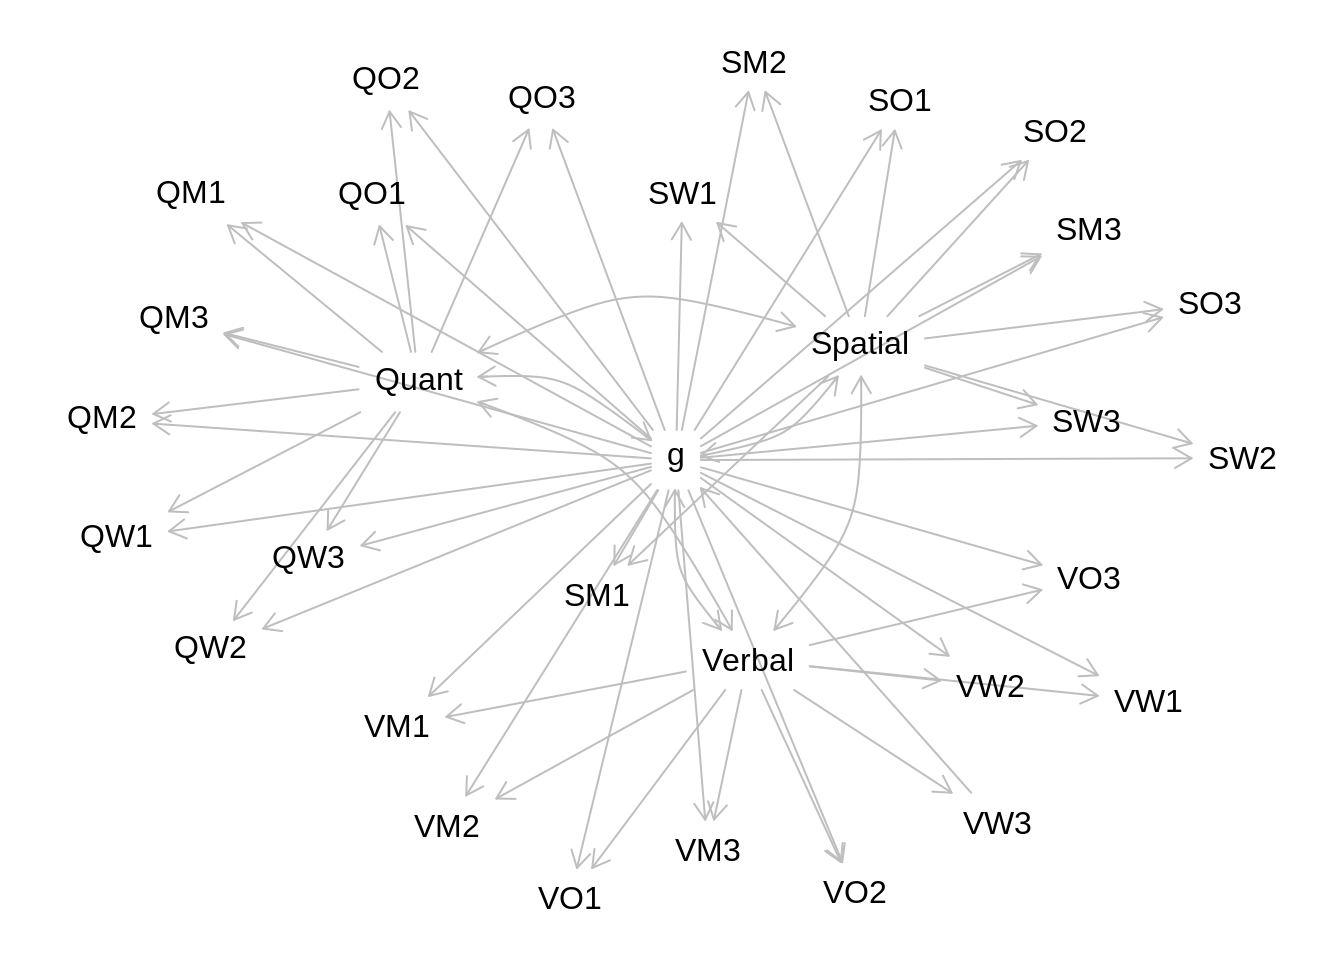 SM2
QO2
QO3
SO1
SO2
QM1
QO1
SW1
SM3
QM3
SO3
Spatial
Quant
QM2
SW3
g
SW2
QW1
QW3
SM1
VO3
QW2
Verbal
VW2
VW1
VM1
VM2
VW3
VM3
VO1
VO2